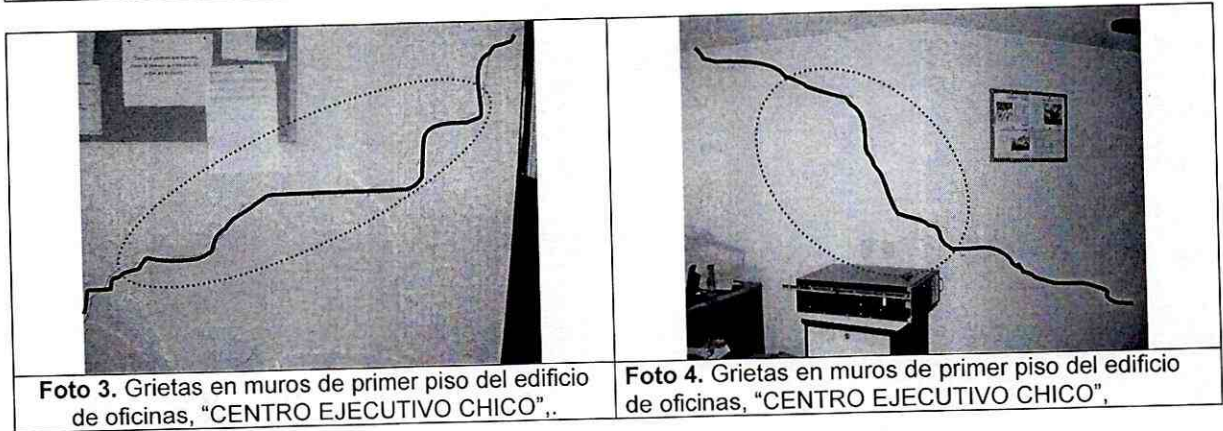 Foto 3. Grietas en muros de primer piso del edificio
de oficinas, “CENTRO EJECUTIVO CHICO”,.
Foto 4. Grietas en muros de primer piso del edificio
de oficinas, “CENTRO EJECUTIVO CHICO”,